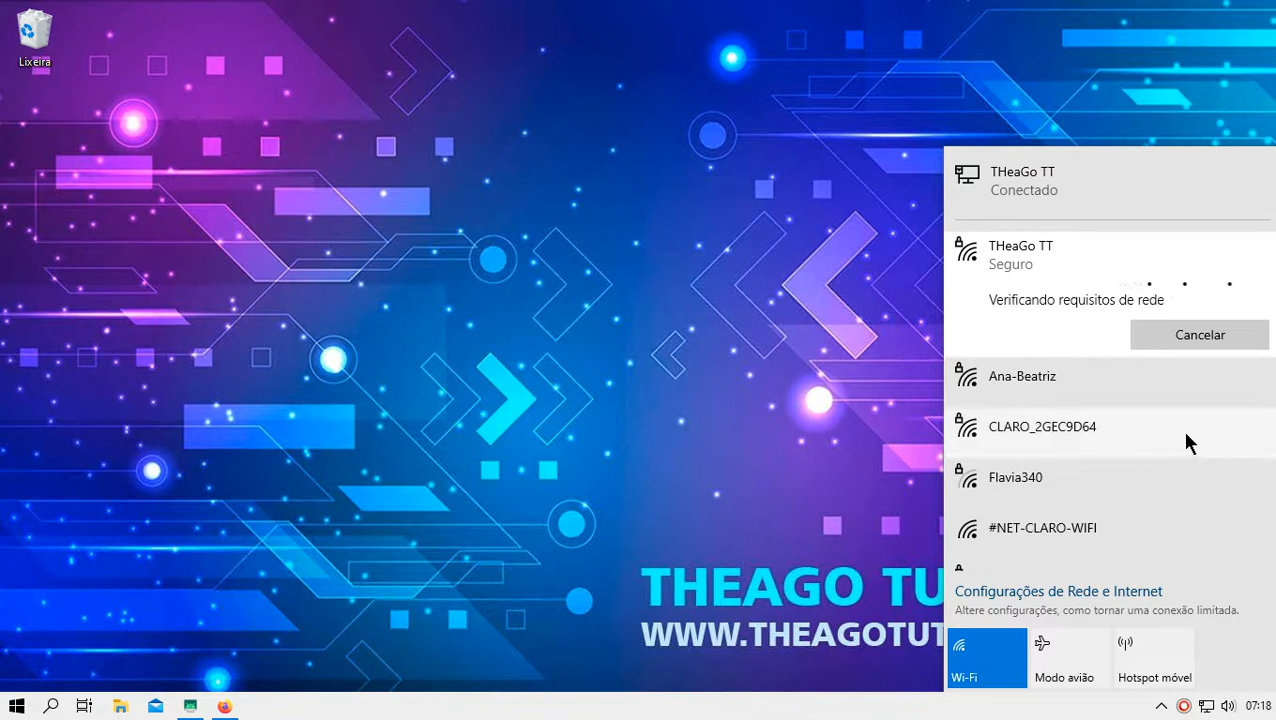 Lixeira
THeaGo TT
Conectado
THeaGo TT
Seguro
Verificando requisitos de rede
Cancelar
Ana-Beatriz
CLARO_2GEC9D64
Flavia340
#NET-CLARO-WIFI
Configurações de Rede e Internet
Altere configurações, como tornar uma conexão limitada.
Wi-Fi
Modo avião
Hotspot móvel
THEAGO TU
WWW.THEAGOTUT
07:18